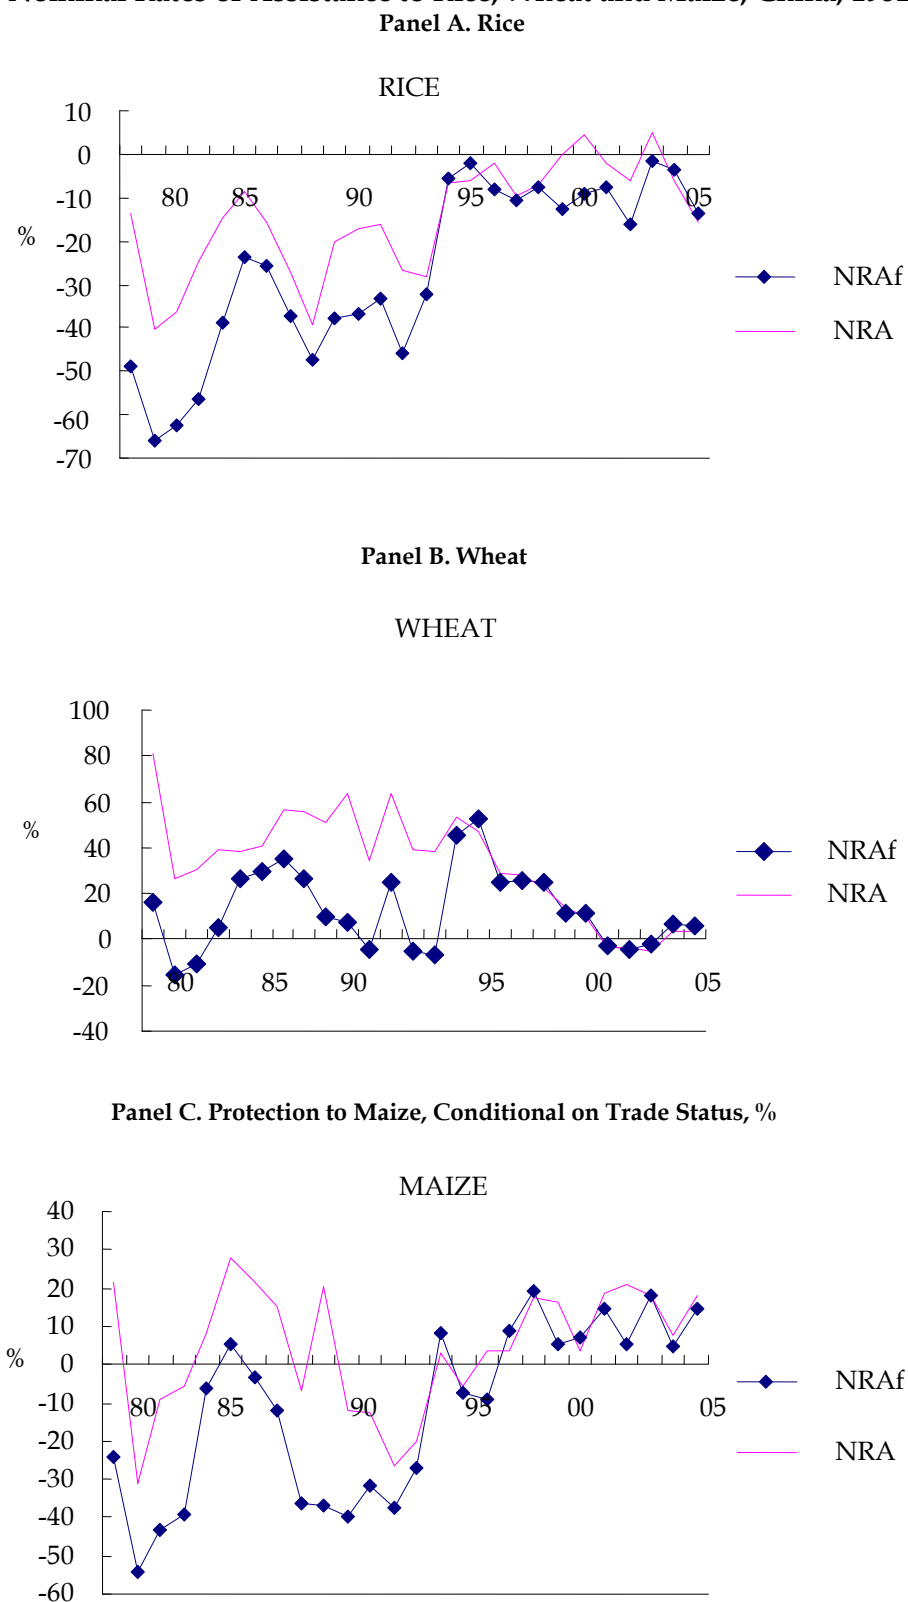 Panel A. Rice
RICE
10
0
80 85 90 95 00 05
-10
%
-20
-30
NRAf
-40
NRA
-50
-60
-70
Panel B. Wheat
WHEAT
100
80
60
%
40
NRAf
20
NRA
0
80 85 90 95 00 05
-20
-40
Panel C. Protection to Maize, Conditional on Trade Status, %
MAIZE
40
30
20
10
%
0
NRAf
-10
80 85 90 95 00 05
-20
NRA
-30
-40
-50
-60